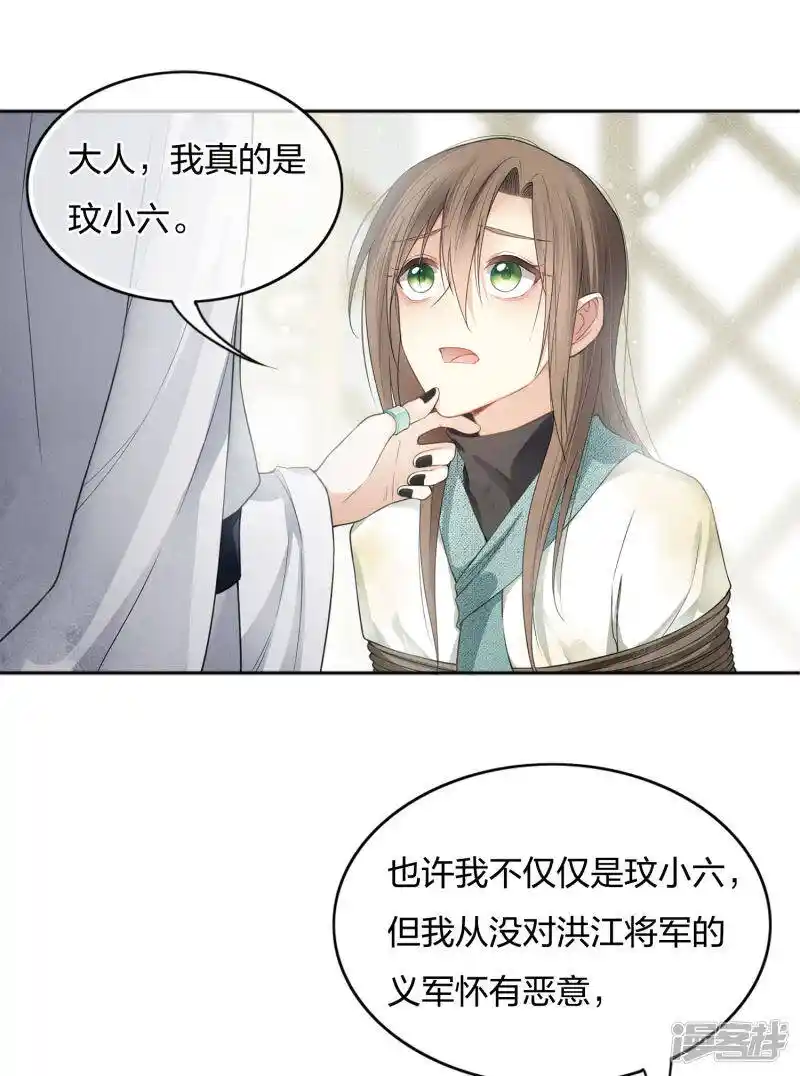 大人，我真的是
玟小六。
也许我不仅仅是玟小六，
但我从没对洪江将军的
义军怀有恶意，
漫客栈